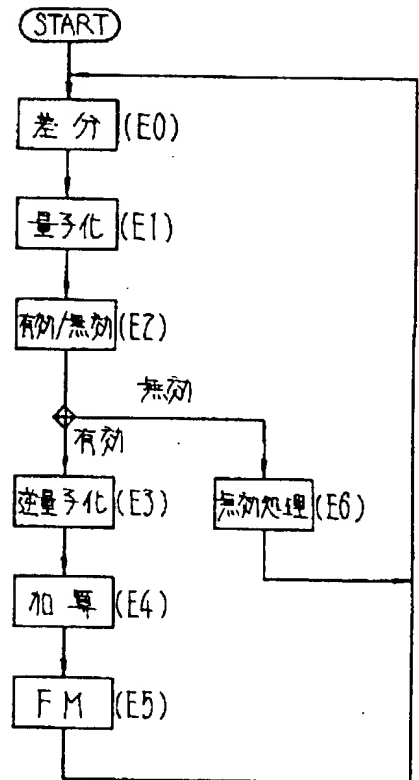 START
差分 (E0)
量子化 (E1)
有効/無効 (E2)
無効
有効
逆量子化 (E3)
無効処理 (E6)
加算 (E4)
FM (E5)